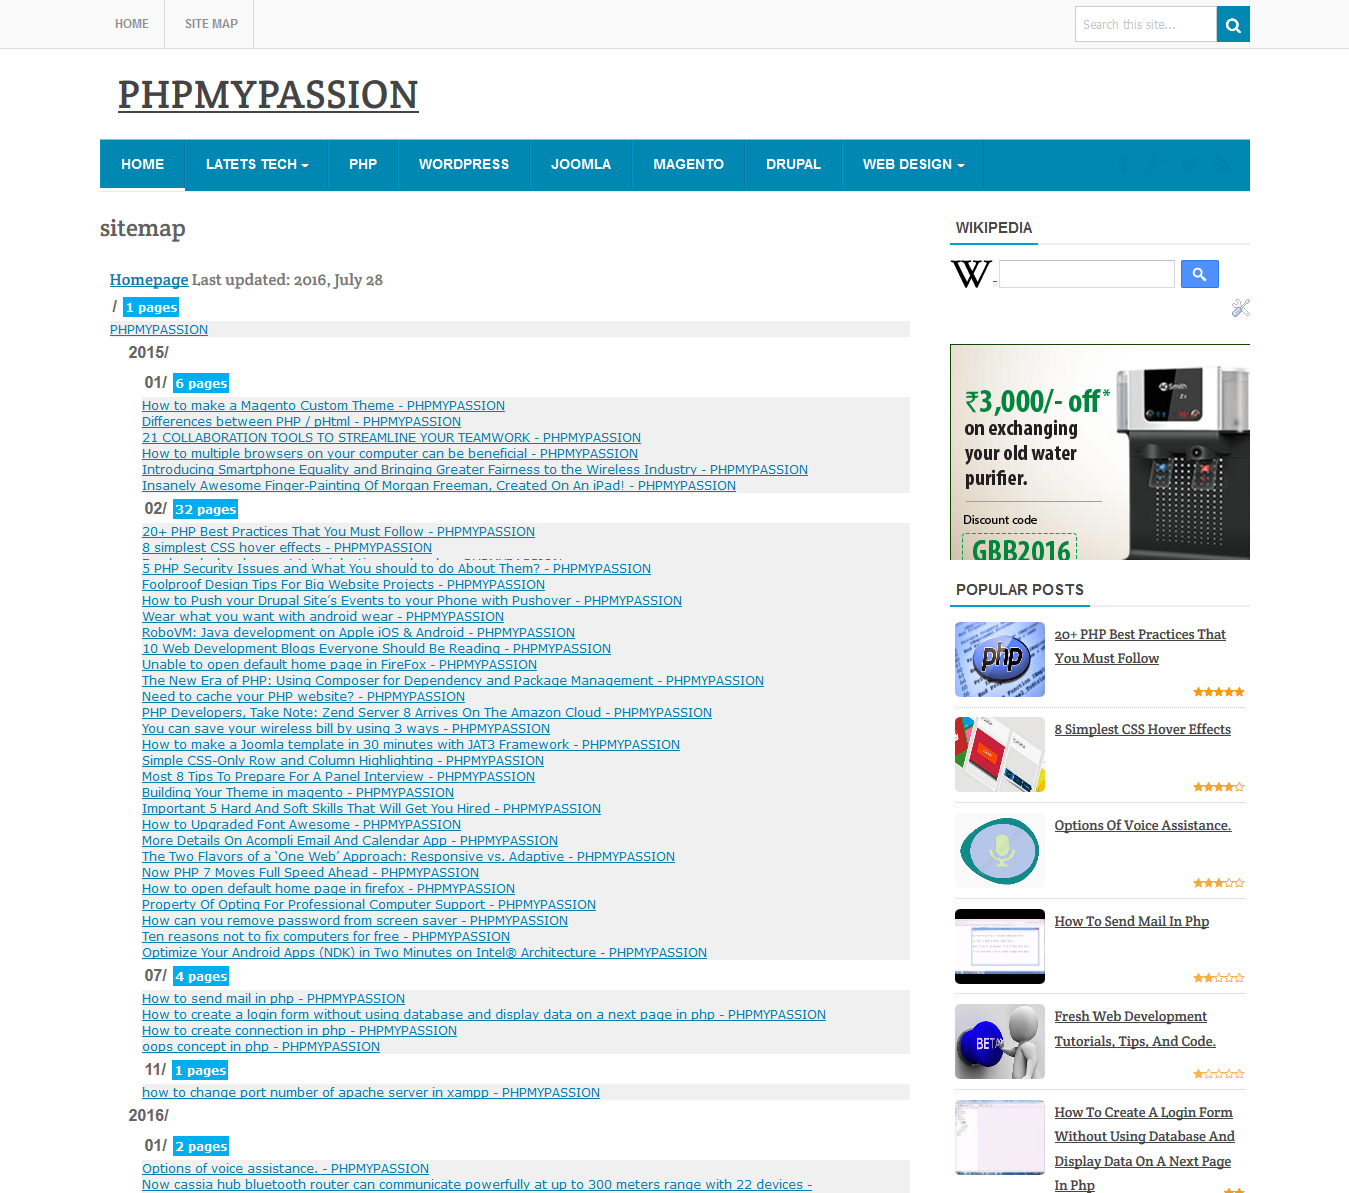 HOME
SITE MAP
Search this site...
PHPMYPASSION
HOME
LATETS TECH
PHP
WORDPRESS
JOOMLA
MAGENTO
DRUPAL
WEB DESIGN
sitemap
Homepage Last updated: 2016, July 28
/ 1 pages
PHPMYPASSION
2015/
01/ 6 pages
How to make a Magento Custom Theme - PHPMYPASSION
Differences between PHP / pHtml - PHPMYPASSION
21 COLLABORATION TOOLS TO STREAMLINE YOUR TEAMWORK - PHPMYPASSION
How to multiple browsers on your computer can be beneficial - PHPMYPASSION
Introducing Smartphone Equality and Bringing Greater Fairness to the Wireless Industry - PHPMYPASSION
Insanely Awesome Finger-Painting Of Morgan Freeman, Created On An iPad! - PHPMYPASSION
02/ 32 pages
20+ PHP Best Practices That You Must Follow - PHPMYPASSION
8 simplest CSS hover effects - PHPMYPASSION
5 PHP Security Issues and What You should to do About Them? - PHPMYPASSION
Foolproof Design Tips For Big Website Projects - PHPMYPASSION
How to Push your Drupal Site's Events to your Phone with Pushover - PHPMYPASSION
Wear what you want with android wear - PHPMYPASSION
RoboVM: Java development on Apple iOS & Android - PHPMYPASSION
10 Web Development Blogs Everyone Should Be Reading - PHPMYPASSION
Unable to open default home page in FireFox - PHPMYPASSION
The New Era of PHP: Using Composer for Dependency and Package Management - PHPMYPASSION
Need to cache your PHP website? - PHPMYPASSION
PHP Developers, Take Note: Zend Server 8 Arrives On The Amazon Cloud - PHPMYPASSION
You can save your wireless bill by using 3 ways - PHPMYPASSION
How to make a Joomla template in 30 minutes with JAT3 Framework - PHPMYPASSION
Simple CSS-Only Row and Column Highlighting - PHPMYPASSION
Most 8 Tips To Prepare For A Panel Interview - PHPMYPASSION
Building Your Theme in magento - PHPMYPASSION
Important 5 Hard And Soft Skills That Will Get You Hired - PHPMYPASSION
How to Upgraded Font Awesome - PHPMYPASSION
More Details On Acompli Email And Calendar App - PHPMYPASSION
The Two Flavors of a 'One Web' Approach: Responsive vs. Adaptive - PHPMYPASSION
Now PHP 7 Moves Full Speed Ahead - PHPMYPASSION
How to open default home page in firefox - PHPMYPASSION
Property Of Opting For Professional Computer Support - PHPMYPASSION
How can you remove password from screen saver - PHPMYPASSION
Ten reasons not to fix computers for free - PHPMYPASSION
Optimize Your Android Apps (NDK) in Two Minutes on Intel® Architecture - PHPMYPASSION
07/ 4 pages
How to send mail in php - PHPMYPASSION
How to create a login form without using database and display data on a next page in php - PHPMYPASSION
How to create connection in php - PHPMYPASSION
oops concept in php - PHPMYPASSION
11/ 1 pages
how to change port number of apache server in xampp - PHPMYPASSION
2016/
01/ 2 pages
Options of voice assistance. - PHPMYPASSION
Now cassia hub bluetooth router can communicate powerfully at up to 300 meters range with 22 devices -
WIKIPEDIA
W
₹3,000/- off*
on exchanging
your old water
purifier.
Discount code
GBB2016
Smith
POPULAR POSTS
php
20+ PHP Best Practices That
You Must Follow
8 Simplest CSS Hover Effects
Options Of Voice Assistance.
How To Send Mail In Php
BETA
Fresh Web Development
Tutorials, Tips, And Code.
How To Create A Login Form
Without Using Database And
Display Data On A Next Page
In Php